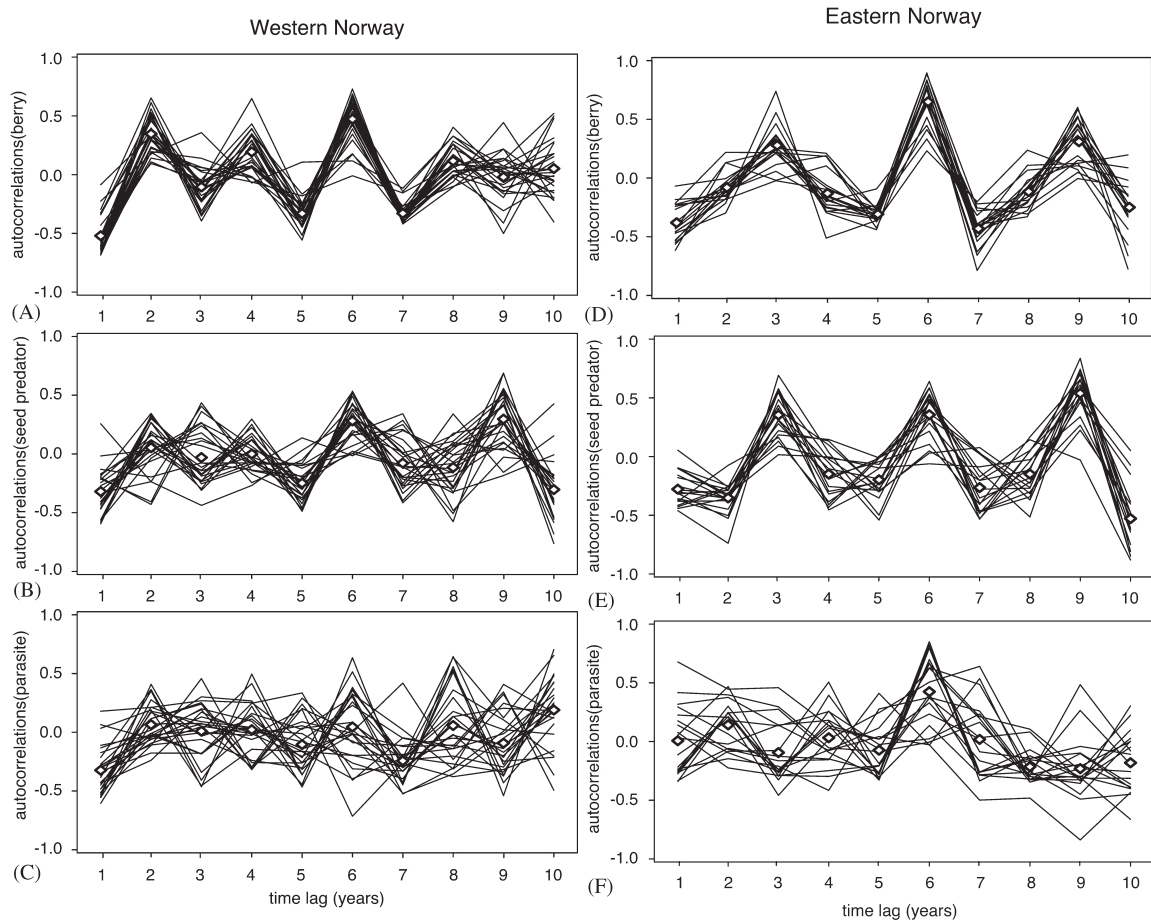 Western Norway
Eastern Norway
autocorrelations(berry)
1.0
0.5
0.0
-0.5
-1.0
1 2 3 4 5 6 7 8 9 10
(A)
autocorrelations(berry)
1.0
0.5
0.0
-0.5
-1.0
1 2 3 4 5 6 7 8 9 10
(D)
autocorrelations(seed predator)
1.0
0.5
0.0
-0.5
-1.0
1 2 3 4 5 6 7 8 9 10
(B)
autocorrelations(seed predator)
1.0
0.5
0.0
-0.5
-1.0
1 2 3 4 5 6 7 8 9 10
(E)
autocorrelations(parasite)
1.0
0.5
0.0
-0.5
-1.0
1 2 3 4 5 6 7 8 9 10
(C)
time lag (years)
autocorrelations(parasite)
1.0
0.5
0.0
-0.5
-1.0
1 2 3 4 5 6 7 8 9 10
(F)
time lag (years)